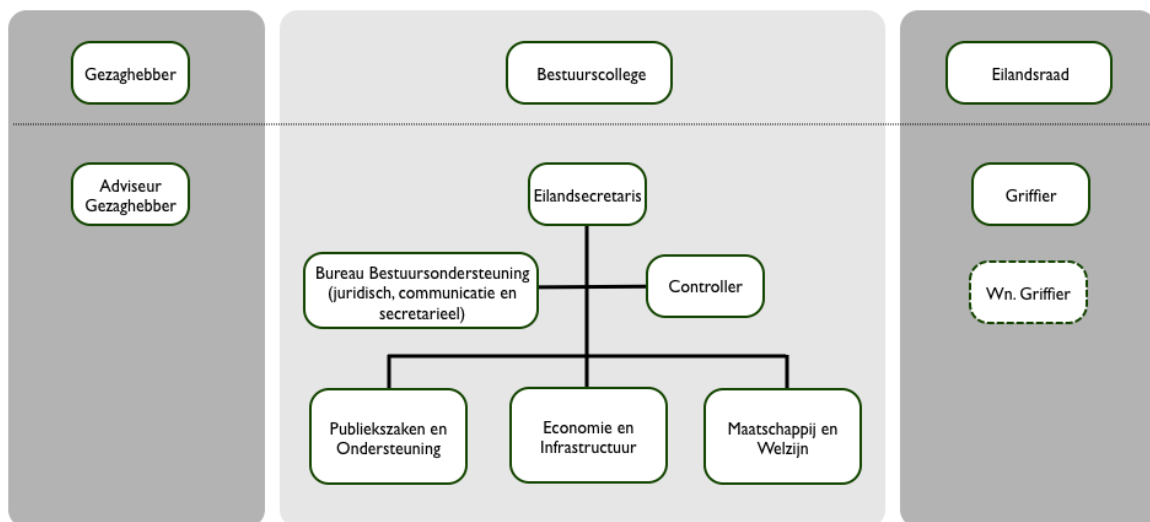 Gezaghebber
Bestuurscollege
Eilandsraad
Adviseur
Gezaghebber
Eilandsecretaris
Griffier
Bureau Bestuursondersteuning
(juridisch, communicatie en
secretarieel)
Controller
Wn. Griffier
Publiekszaken en
Ondersteuning
Economie en
Infrastructuur
Maatschappij en
Welzijn